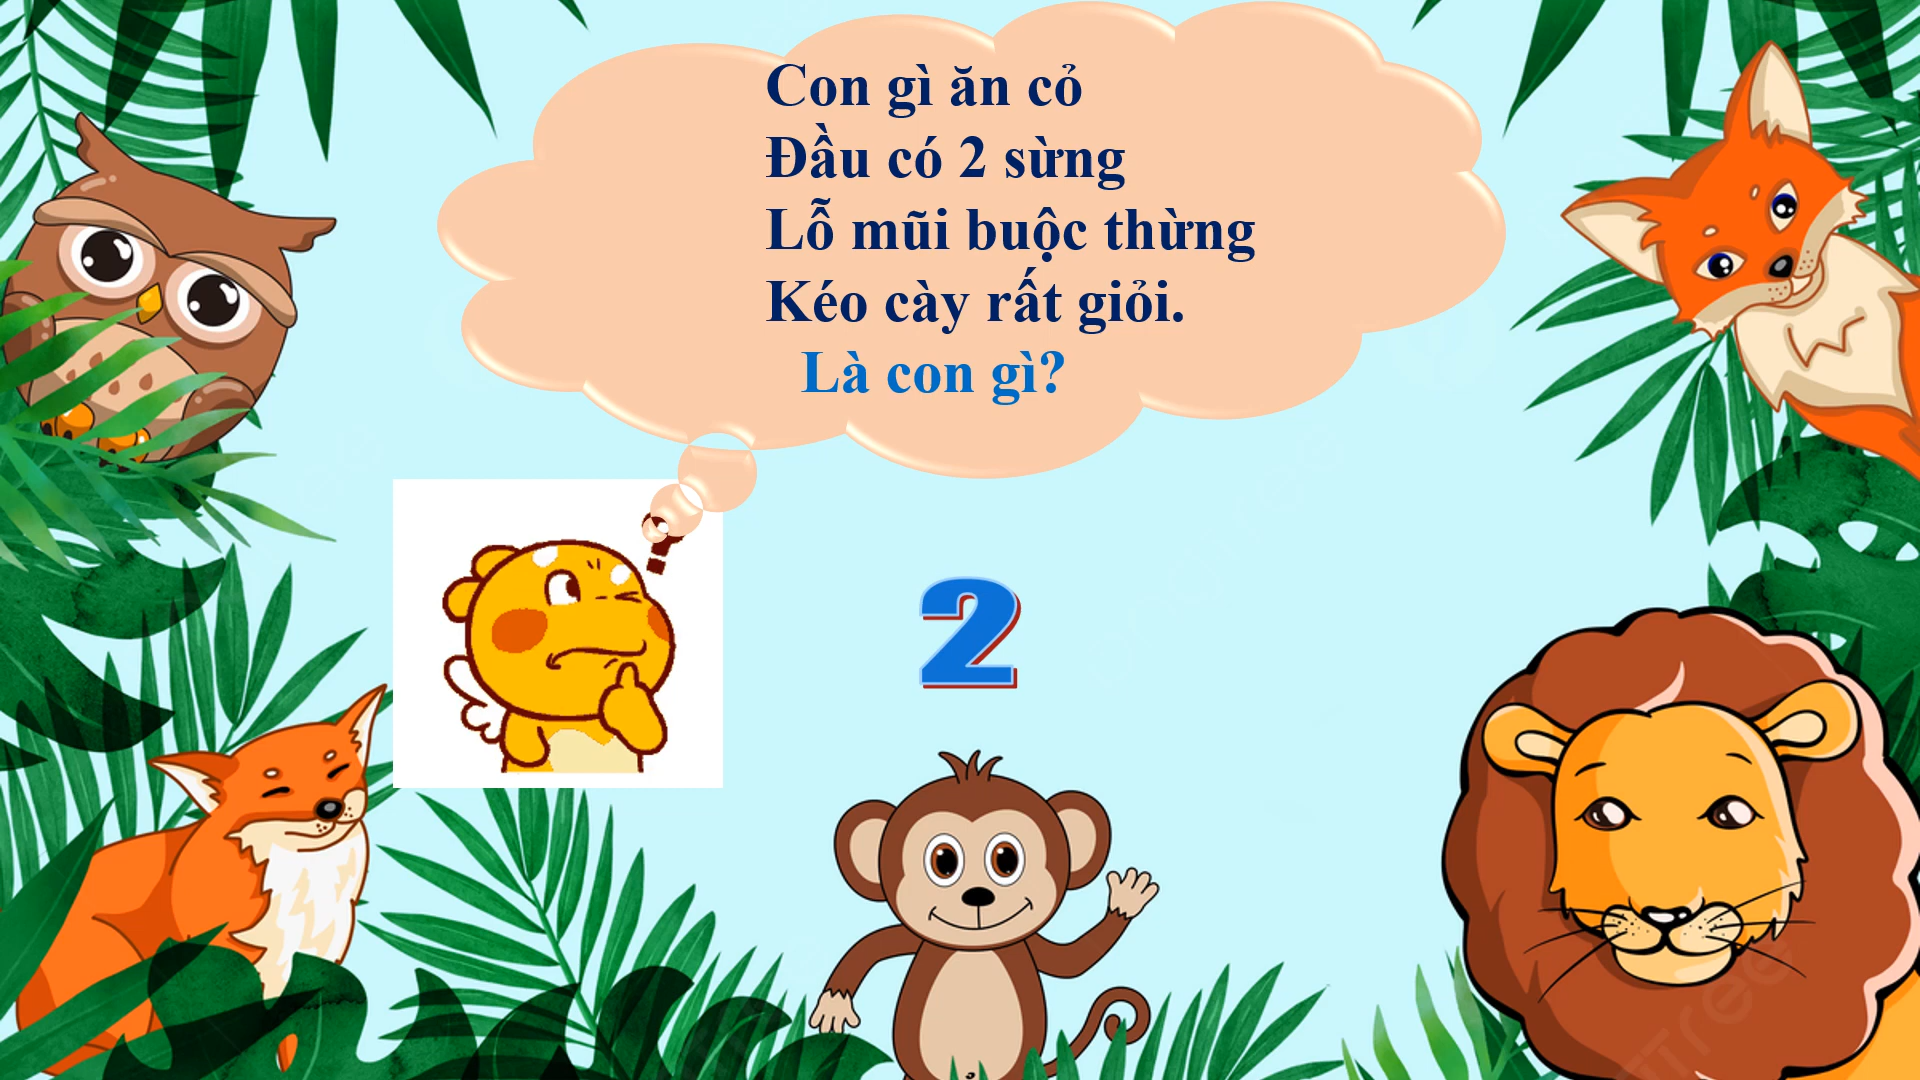 Con gì ăn cỏ
Đầu có 2 sừng
Lỗ mũi buộc thừng
Kéo cày rất giỏi.
Là con gì?
2